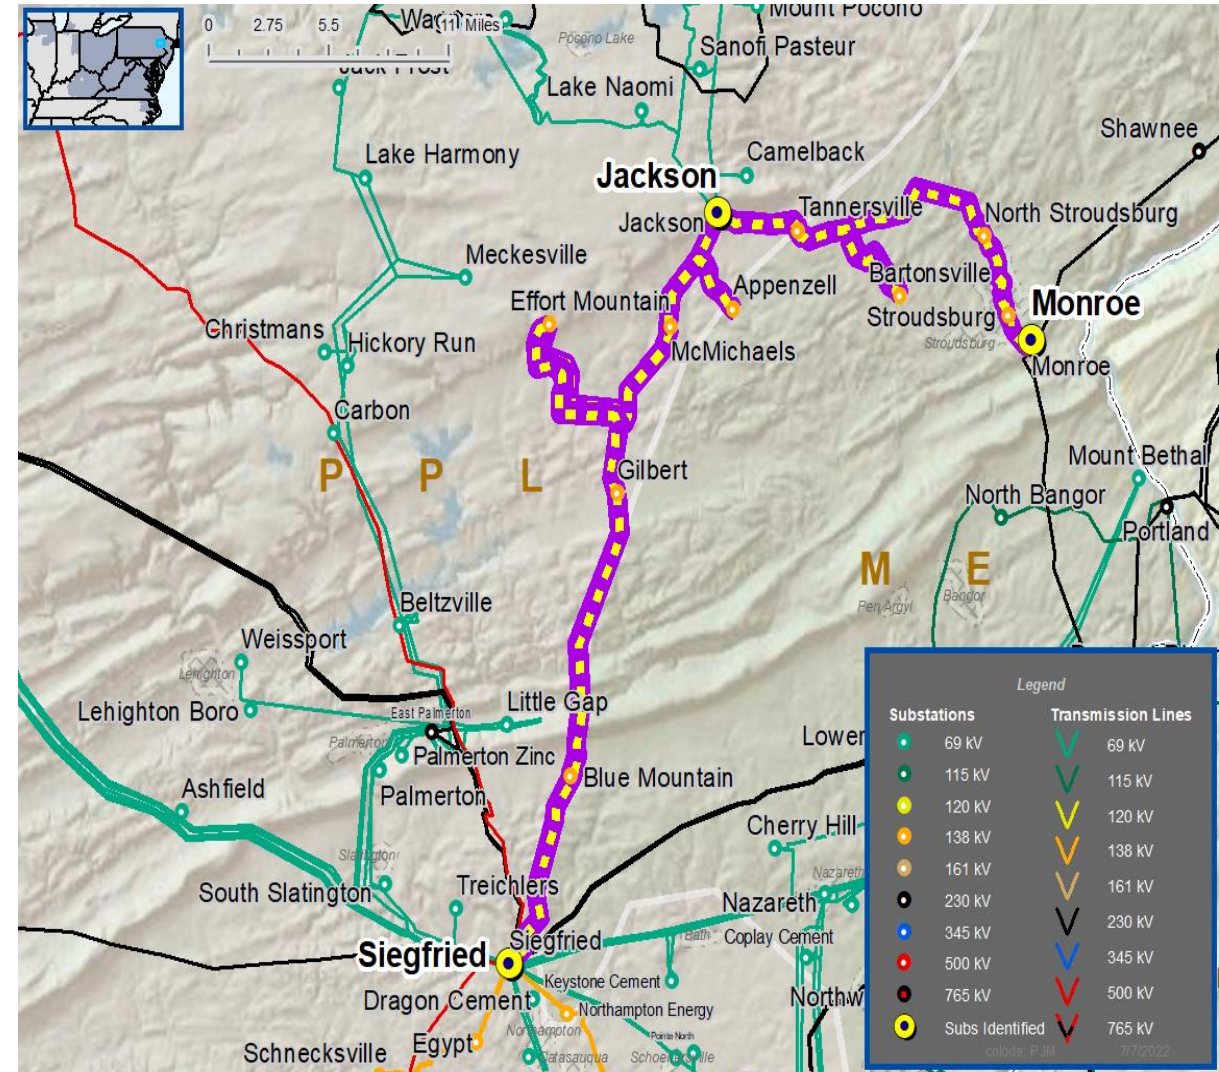 0 2.75 5.5 11 Miles
Mount Pocono
Pocono Lake
Sanofi Pasteur
Jack Frost
Lake Naomi
Shawnee
Lake Harmony
Camelback
Jackson
Jackson
Tannersville
North Stroudsburg
Meckesville
Bartonsville
Appenzell
Effort Mountain
Monroe
Stroudsburg
Christmans
Hickory Run
Stroudsburg
McMichaels
Monroe
Carbon
Mount Bethal
P P L
Gilbert
North Bangor
Portland
M E
Bangor
Pen Argyl
Beltzville
Weissport
Lehighton
Little Gap
Lehighton Boro
East Palmerton
Palmerton
Lower
Palmerton Zinc
Blue Mountain
Ashfield
Palmerton
Cherry Hill
Slatington
Nazareth
South Slatington
Treichlers
Nazareth
Bath
Coplay Cement
Siegfried
Siegfried
Keystone Cement
Dragon Cement
Northampton Energy
Northw
Northampton
Pointe North
Egypt
Schnecksville
Catasauqua
Schoenersville
Legend
Substations Transmission Lines
69 kV 69 kV
115 kV 115 kV
120 kV 120 kV
138 kV 138 kV
161 kV 161 kV
230 kV 230 kV
345 kV 345 kV
500 kV 500 kV
765 kV 765 kV
Subs Identified
colode: PJM 7/7/2022